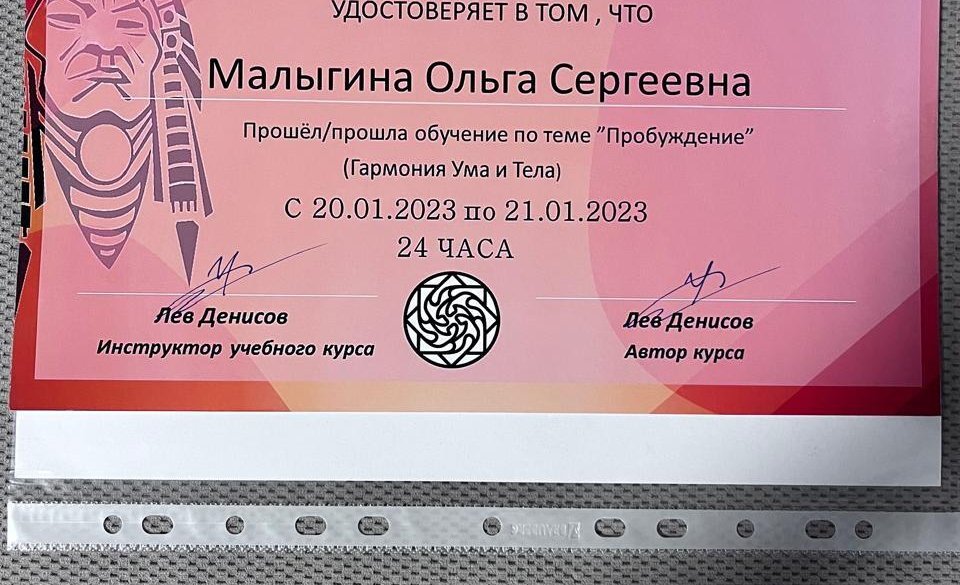 УДОСТОВЕРЯЕТ В ТОМ , ЧТО
Малыгина Ольга Сергеевна
Прошёл/прошла обучение по теме ”Пробуждение”
(Гармония Ума и Тела)
С 20.01.2023 по 21.01.2023
24 ЧАСА
Лев Денисов
Инструктор учебного курса
Лев Денисов
Автор курса